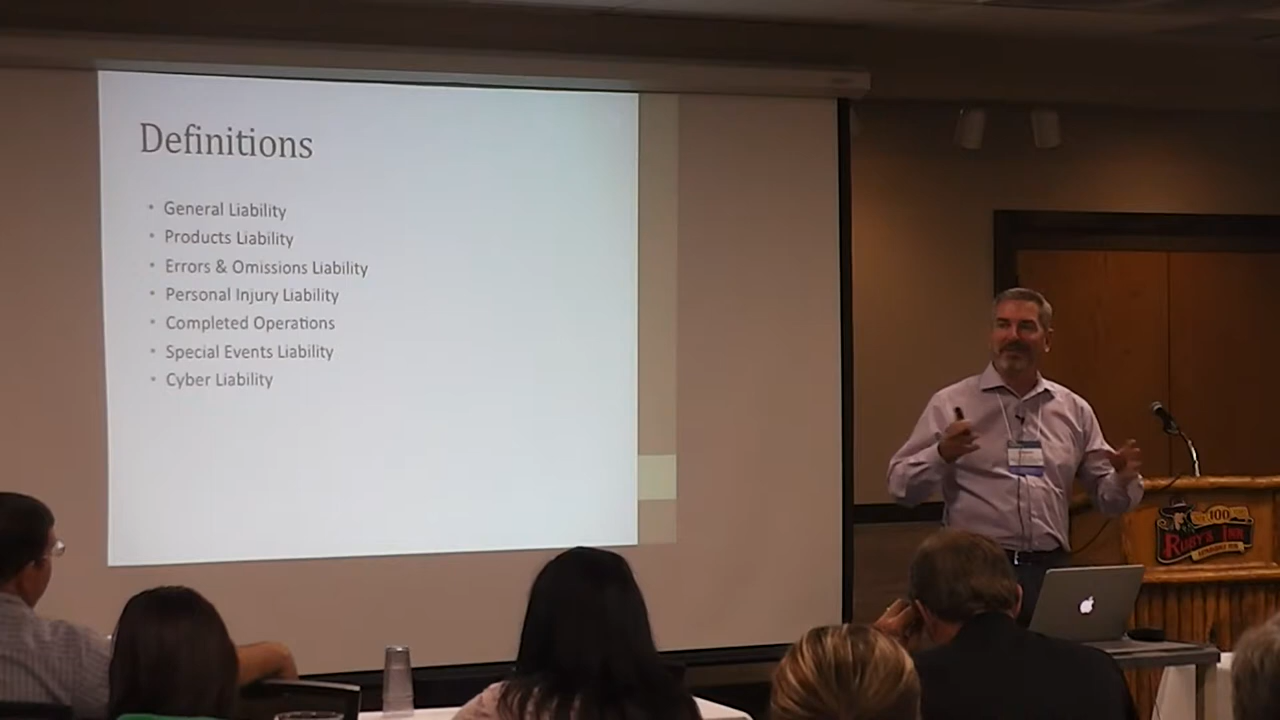 Definitions
• General Liability
• Products Liability
• Errors & Omissions Liability
• Personal Injury Liability
• Completed Operations
• Special Events Liability
• Cyber Liability
100
RUBY'S INN